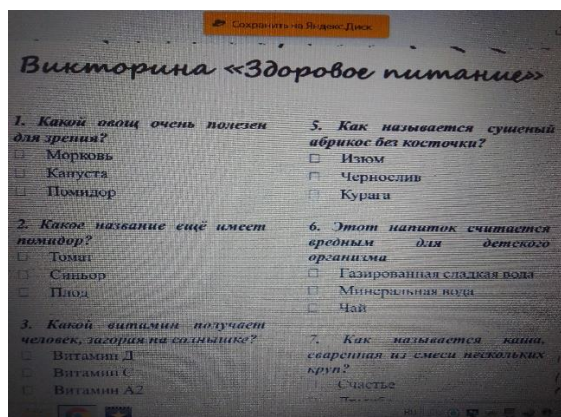 Сохранить на Яндекс.Диск
Викторина «Здоровое питание»
1. Какой овощ очень полезен
для зрения?
Морковь
Капуста
Помидор
2. Какое название ещё имеет
помидор?
Томат
Синьор
Плод
3. Какой витамин получает
человек, загорая на солнышке?
Витамин Д
Витамин С
Витамин А2
5. Как называется сушеный
абрикос без косточки?
Изюм
Чернослив
Курага
6. Этот напиток считается
вредным для детского
организма
Газированная сладкая вода
Минеральная вода
Чай
7. Как называется каша,
сваренная из смеси нескольких
круп?
Счастье